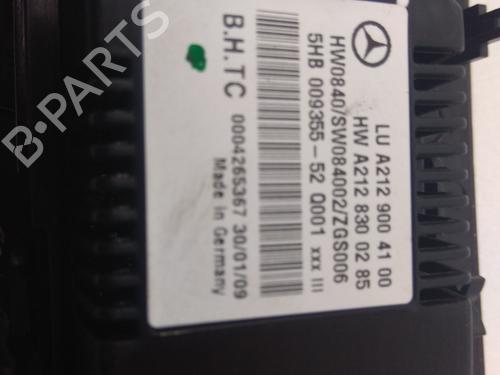 LU A212 900 41 00
HW A212 830 02 85
HW0840/SW084002/ZGS006
5HB 009355-52 Q001 xxx III
B.H.TC 0004265367 30/01/09
Made in Germany
B-PARTS